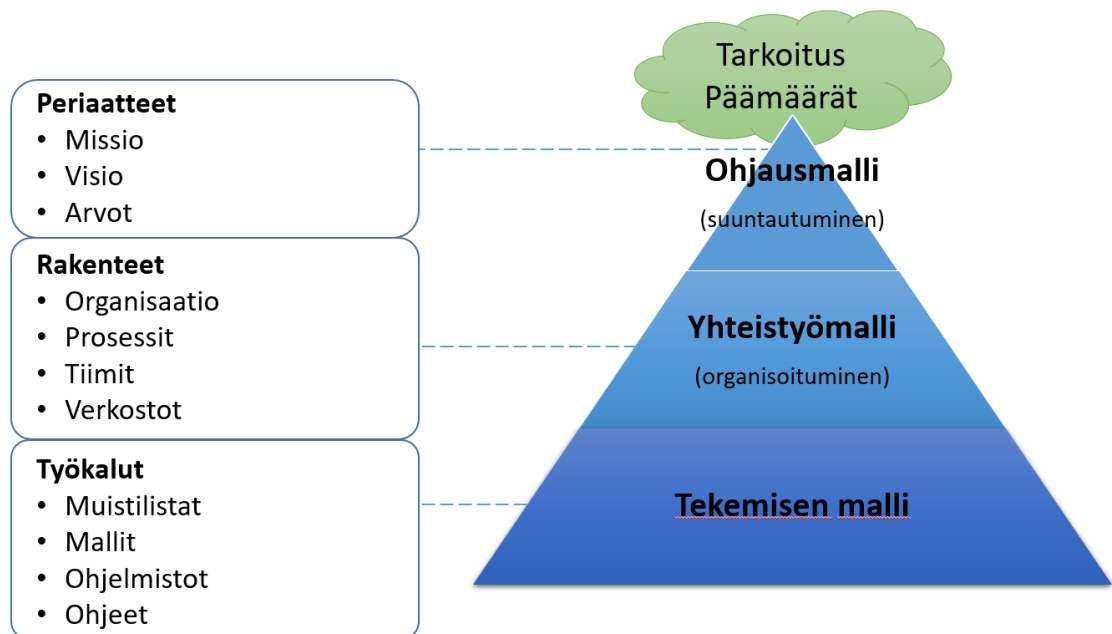 Tarkoitus
Päämäärät
Periaatteet
• Missio
• Visio
• Arvot
Ohjausmalli
(suuntautuminen)
Rakenteet
• Organisaatio
• Prosessit
• Tiimit
• Verkostot
Yhteistyömalli
(organisoituminen)
Työkalut
• Muistilistat
• Mallit
• Ohjelmistot
• Ohjeet
Tekemisen malli